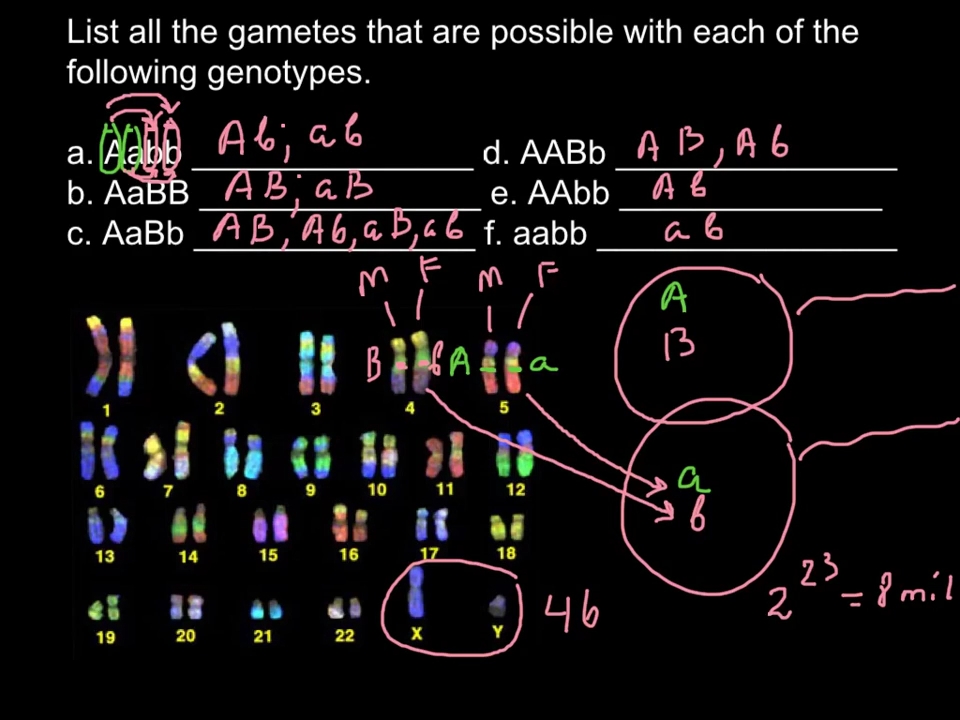 List all the gametes that are possible with each of the
following genotypes.
a. Aabb Ab; ab d. AABb AB, Ab
b. AaBB AB; aB e. AAbb Ab
c. AaBb AB, Ab, aB, ab f. aabb ab
M F M F
A
B
B b A a
1 2 3 4 5
a
b
6 7 8 9 10 11 12
13 14 15 16 17 18
2^23 = 8 mil
46
19 20 21 22 X Y